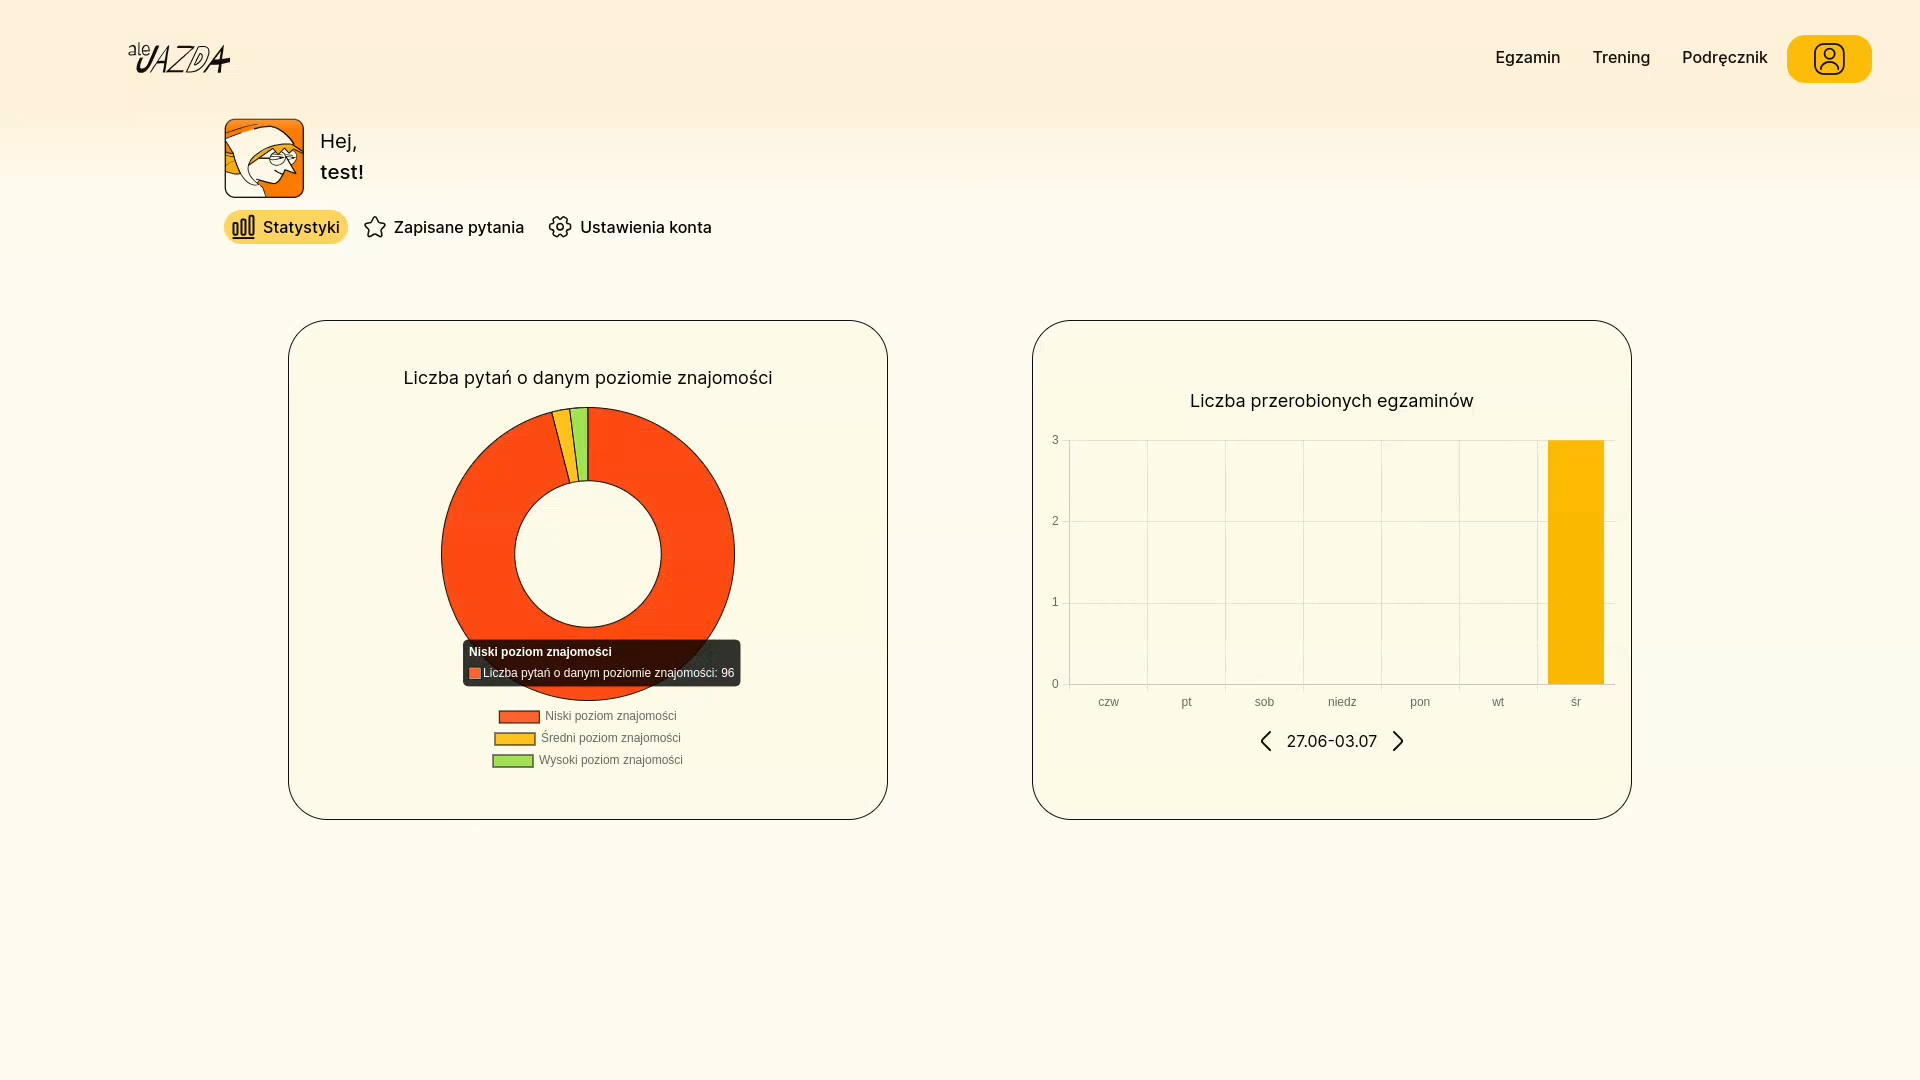 ale JAZDA
Egzamin
Trening
Podręcznik
Hej,
test!
Statystyki
Zapisane pytania
Ustawienia konta
Liczba pytań o danym poziomie znajomości
Niski poziom znajomości
Liczba pytań o danym poziomie znajomości: 96
Niski poziom znajomości
Średni poziom znajomości
Wysoki poziom znajomości
Liczba przerobionych egzaminów
3
2
1
0
czw pt sob niedz pon wt śr
27.06-03.07